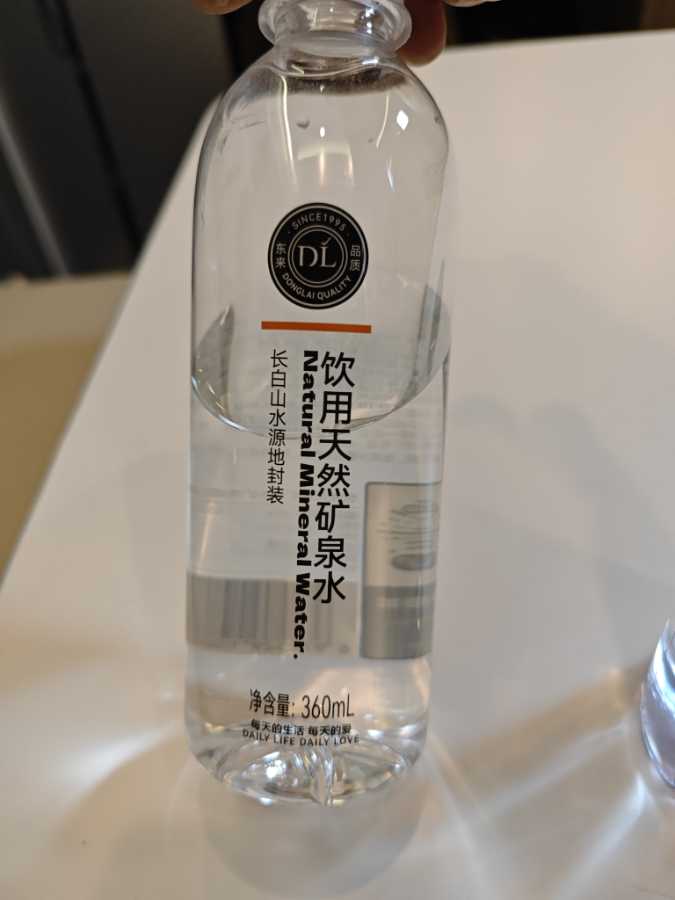 SINCE1995
东来
DL
品质
DONGLAI QUALITY
饮用天然矿泉水
Natural Mineral Water.
长白山水源地封装
净含量: 360mL
每天的生活 每天的爱
DAILY LIFE DAILY LOVE